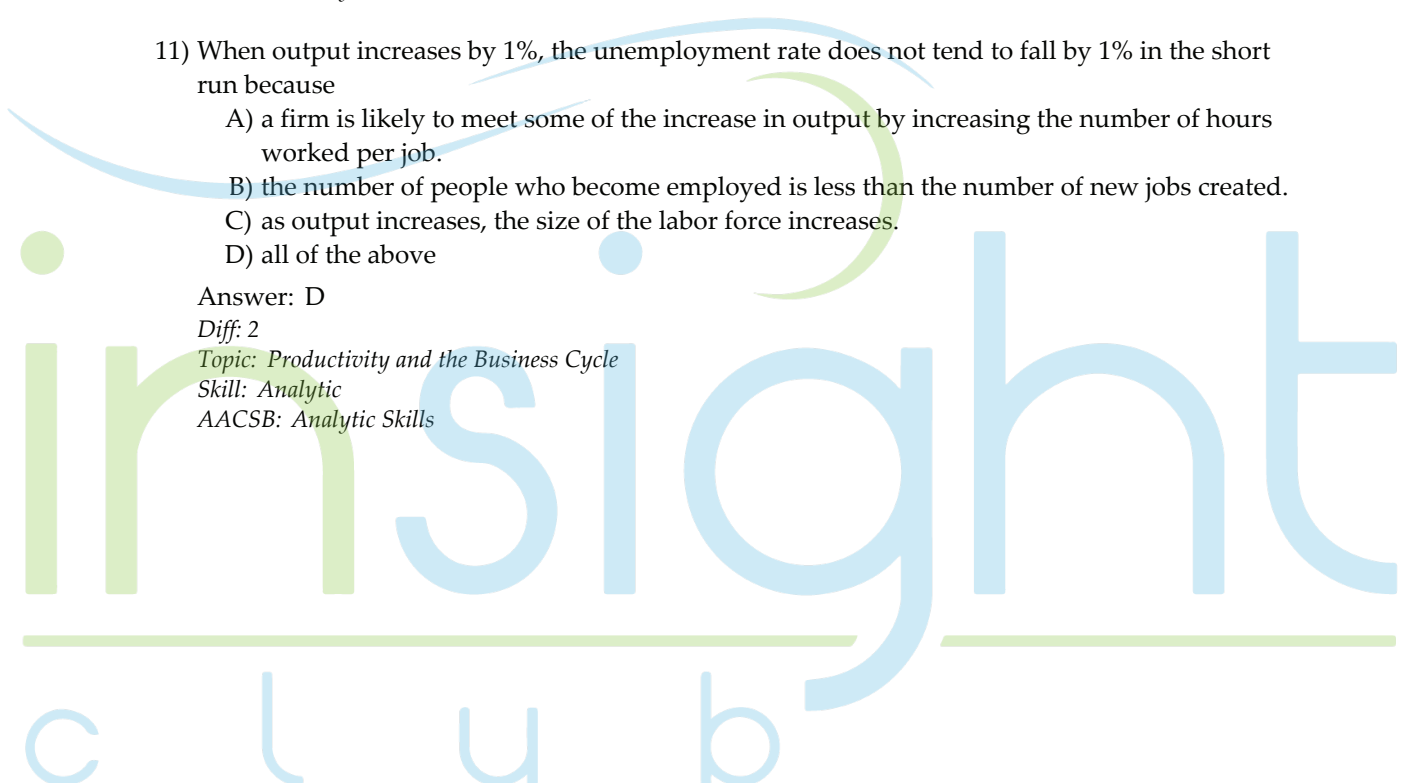 11) When output increases by 1%, the unemployment rate does not tend to fall by 1% in the short
run because
A) a firm is likely to meet some of the increase in output by increasing the number of hours
worked per job.
B) the number of people who become employed is less than the number of new jobs created.
C) as output increases, the size of the labor force increases.
D) all of the above
Answer: D
Diff: 2
Topic: Productivity and the Business Cycle
Skill: Analytic
AACSB: Analytic Skills
insight
club